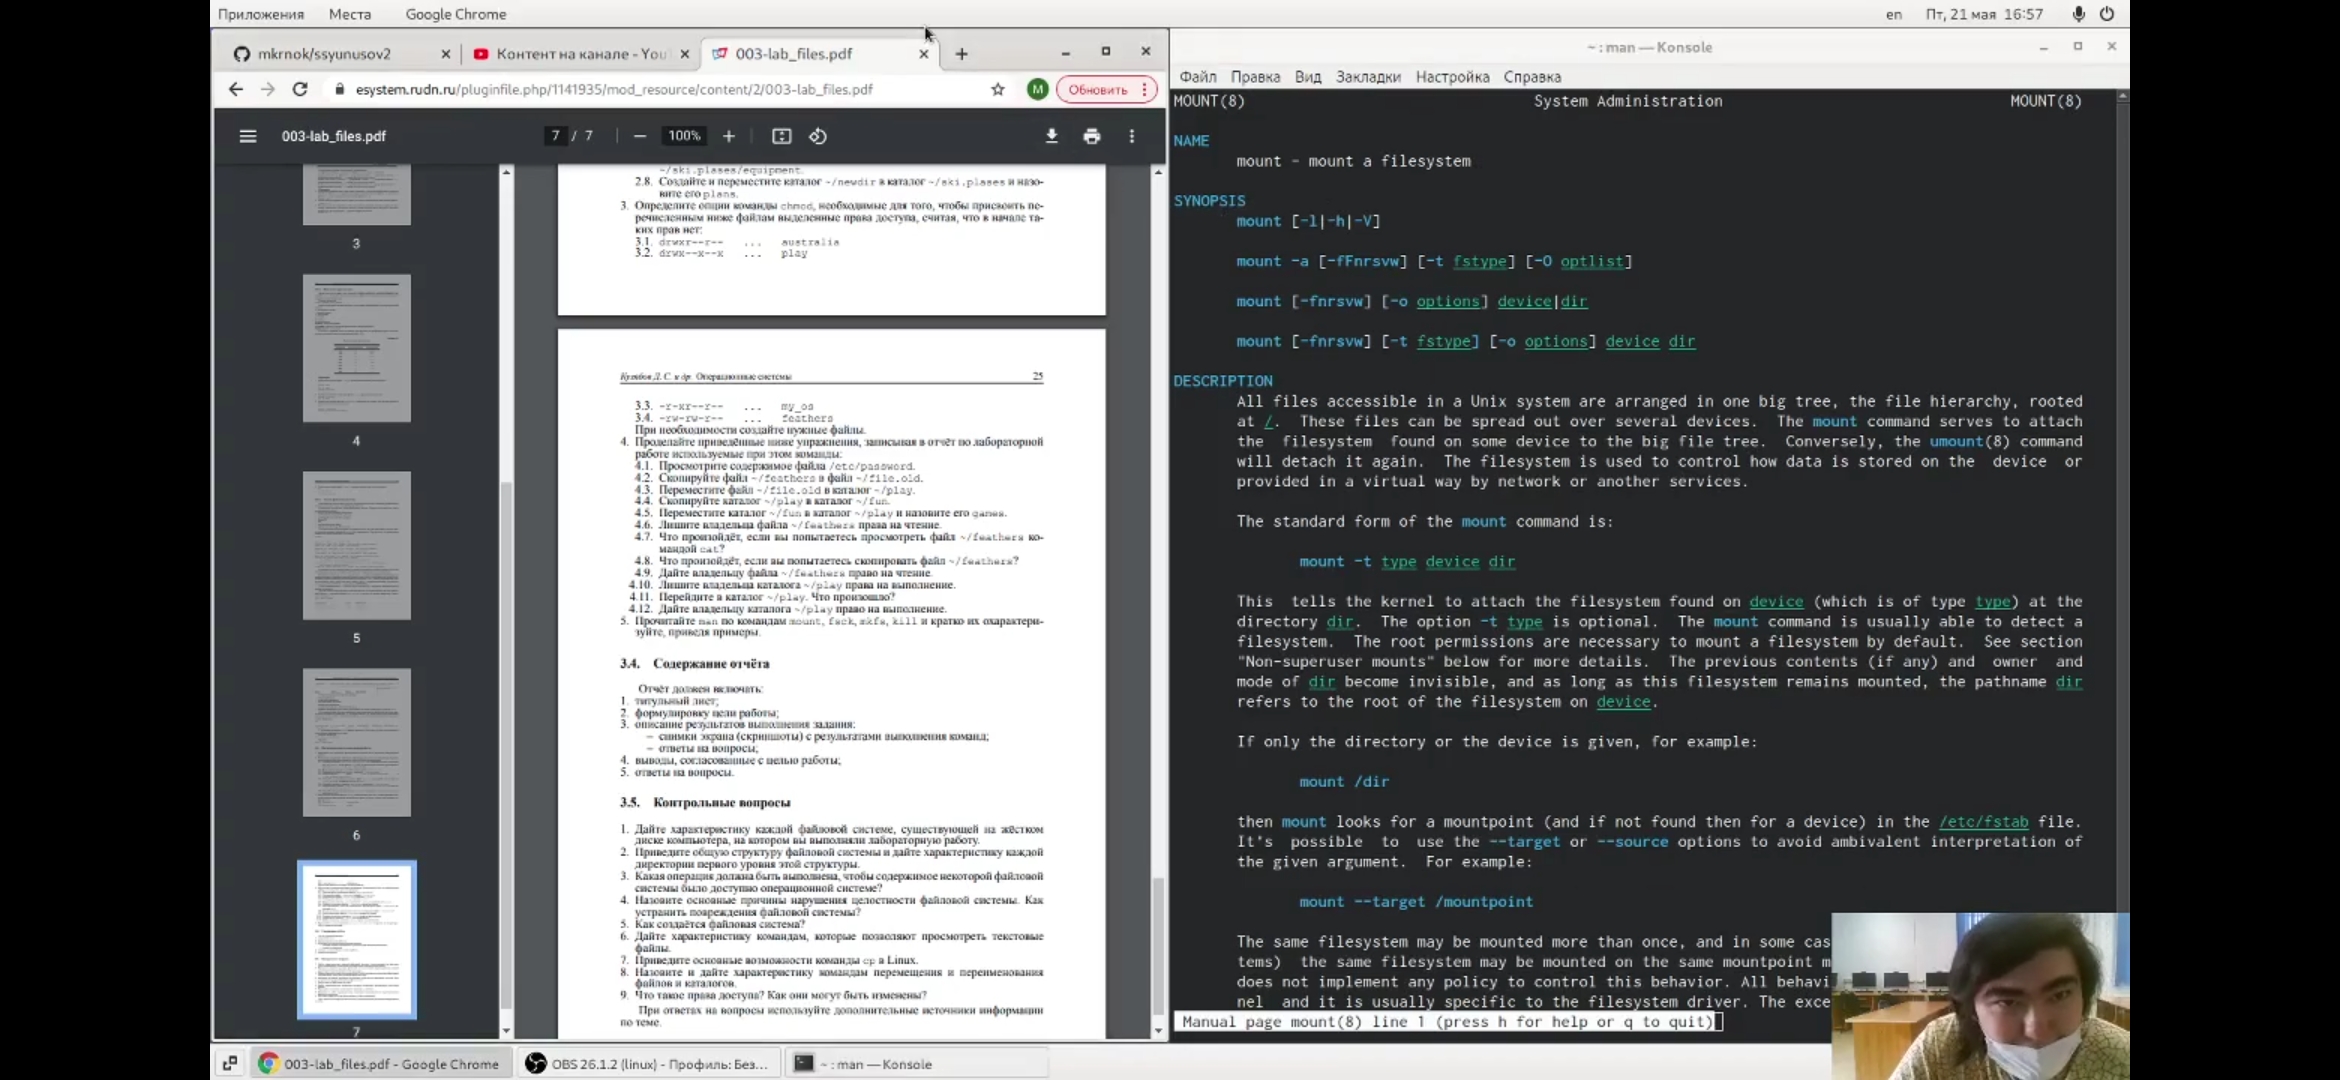 Приложения Места Google Chrome
en Пт, 21 мая 16:57
mkrnok/ssyunusov2
Контент на канале - You
003-lab_files.pdf
esystem.rudn.ru/pluginfile.php/1141935/mod_resource/content/2/003-lab_files.pdf
M
Обновить
003-lab_files.pdf
7 / 7
100%
3
4
5
6
7
~/ski.plases/equipment.
2.8. Создайте и переместите каталог ~/newdir в каталог ~/ski.plases и назо-
вите его plans.
3. Определите опции команды chmod, необходимые для того, чтобы присвоить пе-
речисленным ниже файлам выделенные права доступа, считая, что в начале та-
ких прав нет:
3.1. drwxr--r-- ... australia
3.2. drwx--x--x ... play
Кулябов Д. С. и др. Операционные системы 25
3.3. -r-xr--r-- ... my_os
3.4. -rw-rw-r-- ... feathers
При необходимости создайте нужные файлы.
4. Проделайте приведённые ниже упражнения, записывая в отчёт по лабораторной
работе используемые при этом команды:
4.1. Просмотрите содержимое файла /etc/password.
4.2. Скопируйте файл ~/feathers в файл ~/file.old.
4.3. Переместите файл ~/file.old в каталог ~/play.
4.4. Скопируйте каталог ~/play в каталог ~/fun.
4.5. Переместите каталог ~/fun в каталог ~/play и назовите его games.
4.6. Лишите владельца файла ~/feathers права на чтение.
4.7. Что произойдёт, если вы попытаетесь просмотреть файл ~/feathers ко-
мандой cat?
4.8. Что произойдёт, если вы попытаетесь скопировать файл ~/feathers?
4.9. Дайте владельцу файла ~/feathers право на чтение.
4.10. Лишите владельца каталога ~/play права на выполнение.
4.11. Перейдите в каталог ~/play. Что произошло?
4.12. Дайте владельцу каталога ~/play право на выполнение.
5. Прочитайте man по командам mount, fsck, mkfs, kill и кратко их охарактери-
зуйте, приведя примеры.
3.4. Содержание отчёта
Отчёт должен включать:
1. титульный лист;
2. формулировку цели работы;
3. описание результатов выполнения задания:
– снимки экрана (скриншоты) с результатами выполнения команд;
– ответы на вопросы;
4. выводы, согласованные с целью работы;
5. ответы на вопросы.
3.5. Контрольные вопросы
1. Дайте характеристику каждой файловой системе, существующей на жёстком
диске компьютера, на котором вы выполняли лабораторную работу.
2. Приведите общую структуру файловой системы и дайте характеристику каждой
директории первого уровня этой структуры.
3. Какая операция должна быть выполнена, чтобы содержимое некоторой файловой
системы было доступно операционной системе?
4. Назовите основные причины нарушения целостности файловой системы. Как
устранить повреждения файловой системы?
5. Как создаётся файловая система?
6. Дайте характеристику командам, которые позволяют просмотреть текстовые
файлы.
7. Приведите основные возможности команды cp в Linux.
8. Назовите и дайте характеристику командам перемещения и переименования
файлов и каталогов.
9. Что такое права доступа? Как они могут быть изменены?
При ответах на вопросы используйте дополнительные источники информации
по теме.
~ : man — Konsole
Файл Правка Вид Закладки Настройка Справка
MOUNT(8) System Administration MOUNT(8)
NAME
mount - mount a filesystem
SYNOPSIS
mount [-l|-h|-V]
mount -a [-fFnrsvw] [-t fstype] [-O optlist]
mount [-fnrsvw] [-o options] device|dir
mount [-fnrsvw] [-t fstype] [-o options] device dir
DESCRIPTION
All files accessible in a Unix system are arranged in one big tree, the file hierarchy, rooted
at /. These files can be spread out over several devices. The mount command serves to attach
the filesystem found on some device to the big file tree. Conversely, the umount(8) command
will detach it again. The filesystem is used to control how data is stored on the device or
provided in a virtual way by network or another services.
The standard form of the mount command is:
mount -t type device dir
This tells the kernel to attach the filesystem found on device (which is of type type) at the
directory dir. The option -t type is optional. The mount command is usually able to detect a
filesystem. The root permissions are necessary to mount a filesystem by default. See section
"Non-superuser mounts" below for more details. The previous contents (if any) and owner and
mode of dir become invisible, and as long as this filesystem remains mounted, the pathname dir
refers to the root of the filesystem on device.
If only the directory or the device is given, for example:
mount /dir
then mount looks for a mountpoint (and if not found then for a device) in the /etc/fstab file.
It's possible to use the --target or --source options to avoid ambivalent interpretation of
the given argument. For example:
mount --target /mountpoint
The same filesystem may be mounted more than once, and in some cas
tems) the same filesystem may be mounted on the same mountpoint m
does not implement any policy to control this behavior. All behavi
nel and it is usually specific to the filesystem driver. The exce
Manual page mount(8) line 1 (press h for help or q to quit)
003-lab_files.pdf - Google Chrome
OBS 26.1.2 (linux) - Профиль: Без...
~ : man — Konsole